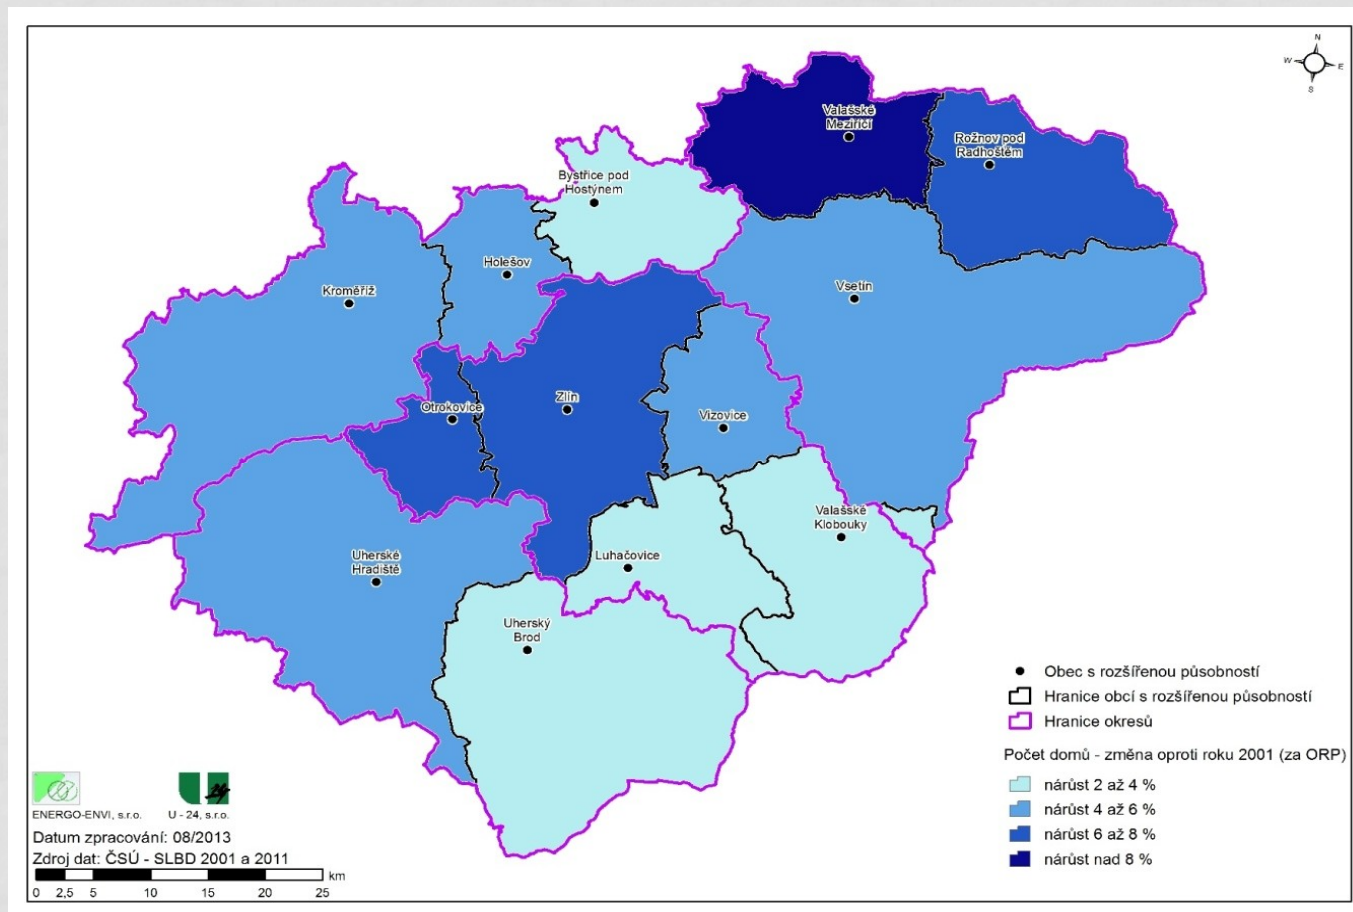 N
W
E
S
Valašské
Meziříčí
Rožnov pod
Radhoštěm
Bystřice pod
Hostýnem
Holešov
Kroměříž
Vsetín
Zlín
Otrokovice
Vizovice
Valašské
Klobouky
Luhačovice
Uherské
Hradiště
Uherský
Brod
Obec s rozšířenou působností
Hranice obcí s rozšířenou působností
Hranice okresů
Počet domů - změna oproti roku 2001 (za ORP)
nárůst 2 až 4 %
nárůst 4 až 6 %
nárůst 6 až 8 %
nárůst nad 8 %
ENERGO-ENVI, s.r.o.
U - 24, s.r.o.
Datum zpracování: 08/2013
Zdroj dat: ČSÚ - SLBD 2001 a 2011
km
0 2,5 5 10 15 20 25